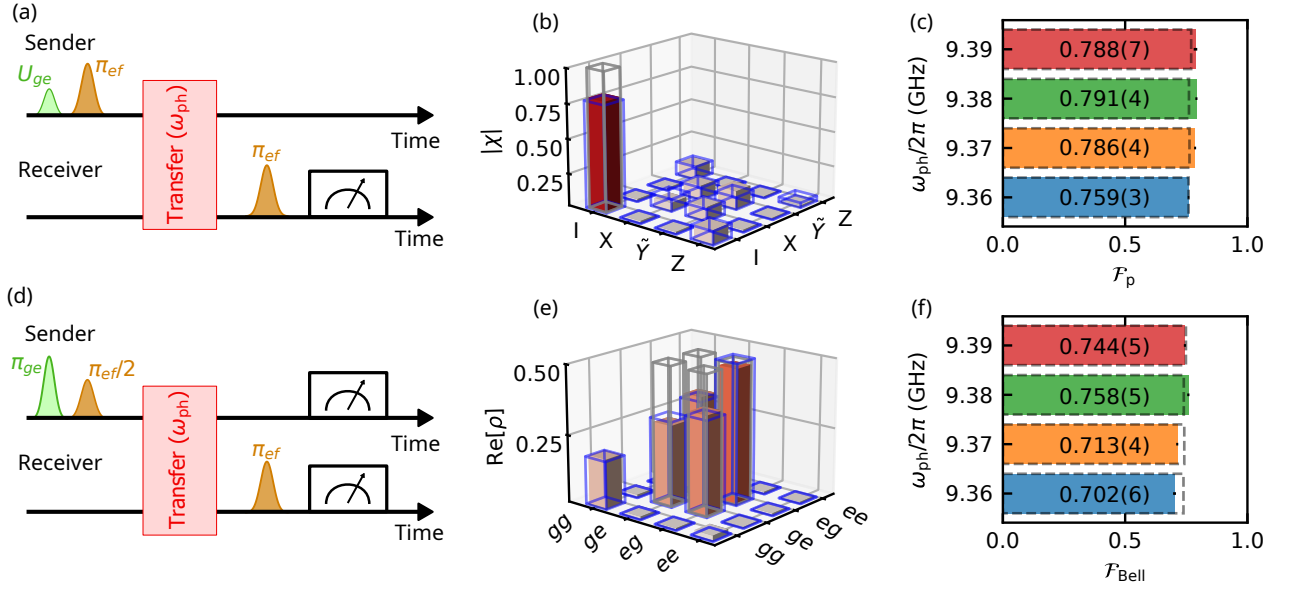 (a)
Sender
U_ge
π_ef
Time
Receiver
Transfer (ω_ph)
π_ef
Time
(b)
|χ|
1.00
0.75
0.50
0.25
I
X
Ỹ
Z
I
X
Ỹ
Z
(c)
ω_ph/2π (GHz)
9.39
0.788(7)
9.38
0.791(4)
9.37
0.786(4)
9.36
0.759(3)
0.0
0.5
1.0
ℱ_p
(d)
Sender
π_ge
π_ef/2
Time
Receiver
Transfer (ω_ph)
π_ef
Time
(e)
Re[ρ]
0.50
0.25
gg
ge
eg
ee
gg
ge
eg
ee
(f)
ω_ph/2π (GHz)
9.39
0.744(5)
9.38
0.758(5)
9.37
0.713(4)
9.36
0.702(6)
0.0
0.5
1.0
ℱ_Bell